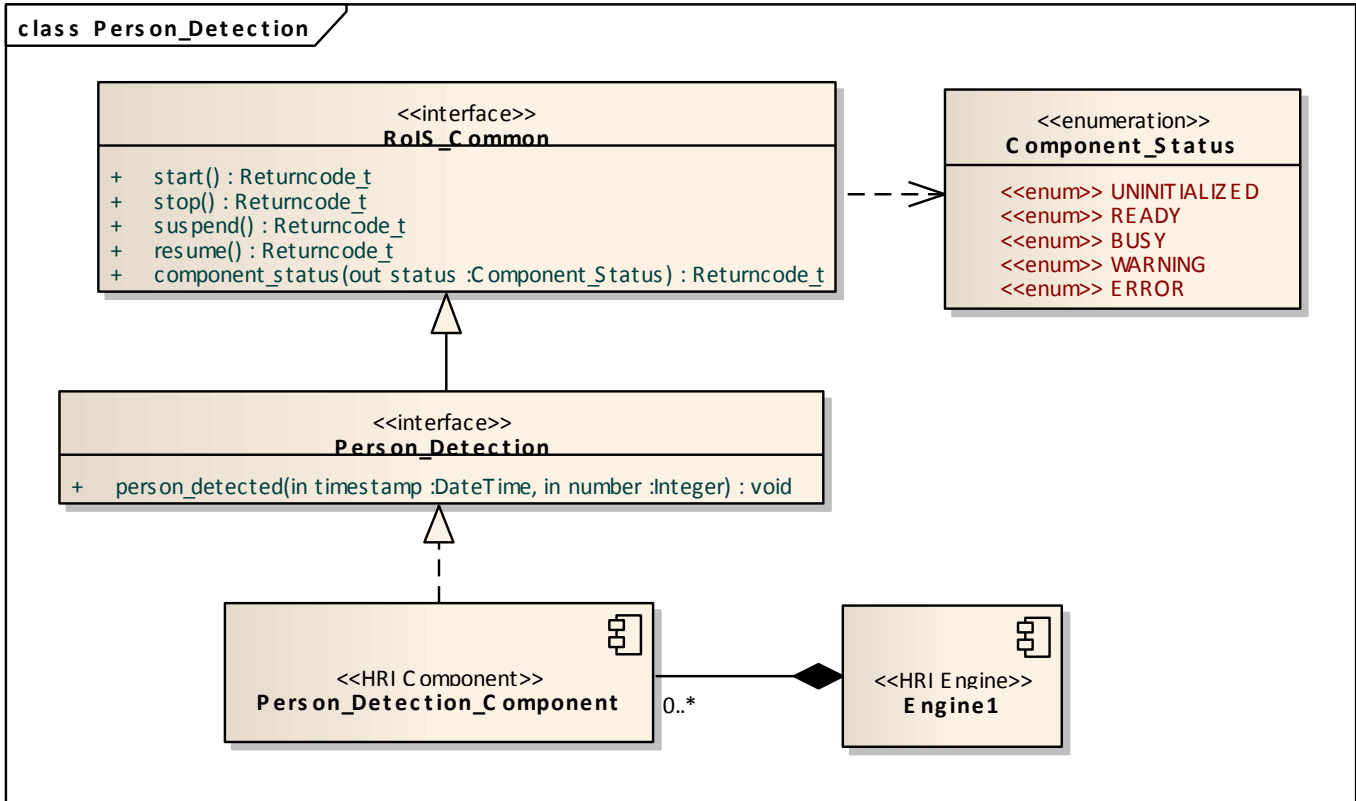 class Person_Detection
<<interface>>
RoIS_Common
+ start() : Returncode_t
+ stop() : Returncode_t
+ suspend() : Returncode_t
+ resume() : Returncode_t
+ component_status(out status :Component_Status) : Returncode_t
<<enumeration>>
Component_Status
<<enum>> UNINITIALIZED
<<enum>> READY
<<enum>> BUSY
<<enum>> WARNING
<<enum>> ERROR
<<interface>>
Person_Detection
+ person_detected(in timestamp :DateTime, in number :Integer) : void
<<HRI Component>>
Person_Detection_Component
0..*
<<HRI Engine>>
Engine1